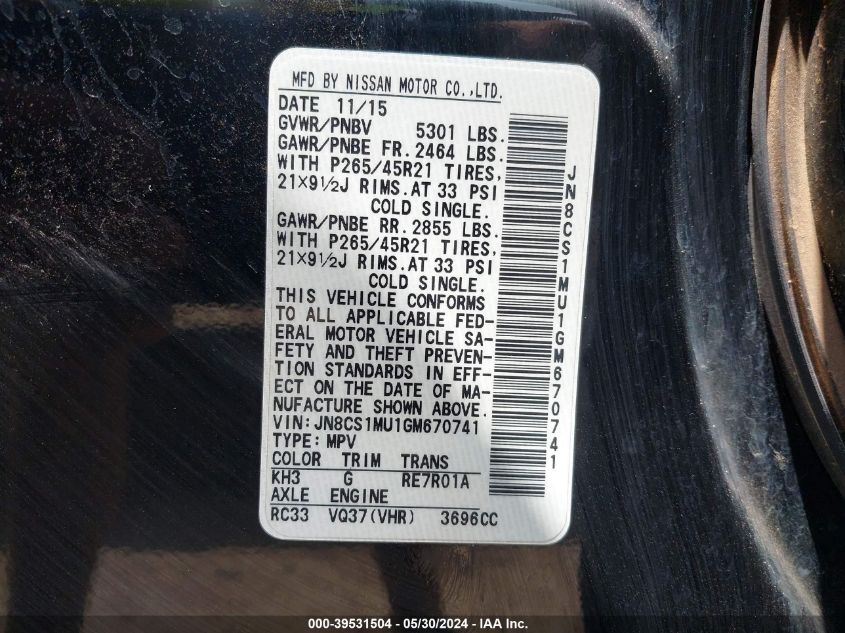 MFD BY NISSAN MOTOR CO.,LTD.
DATE 11/15
GVWR/PNBV 5301 LBS.
GAWR/PNBE FR. 2464 LBS.
WITH P265/45R21 TIRES,
21×9½J RIMS.AT 33 PSI
COLD SINGLE.
GAWR/PNBE RR. 2855 LBS.
WITH P265/45R21 TIRES,
21×9½J RIMS.AT 33 PSI
COLD SINGLE.
THIS VEHICLE CONFORMS
TO ALL APPLICABLE FED-
ERAL MOTOR VEHICLE SA-
FETY AND THEFT PREVEN-
TION STANDARDS IN EFF-
ECT ON THE DATE OF MA-
NUFACTURE SHOWN ABOVE.
VIN: JN8CS1MU1GM670741
TYPE: MPV
COLOR TRIM TRANS
KH3 G RE7R01A
AXLE ENGINE
RC33 VQ37(VHR) 3696CC
JN8CS1MU1GM670741
000-39531504 - 05/30/2024 - IAA Inc.